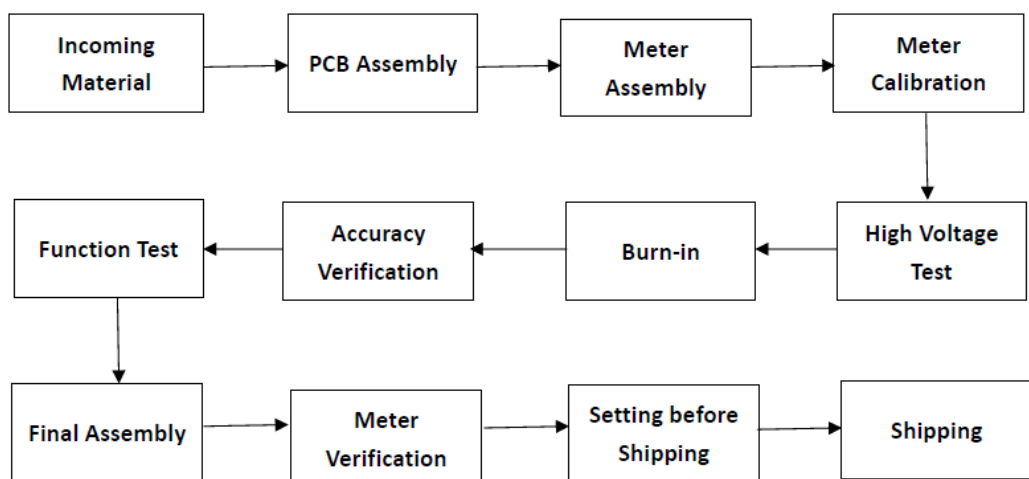 Incoming
Material
PCB Assembly
Meter
Assembly
Meter
Calibration
High Voltage
Test
Burn-in
Accuracy
Verification
Function Test
Final Assembly
Meter
Verification
Setting before
Shipping
Shipping